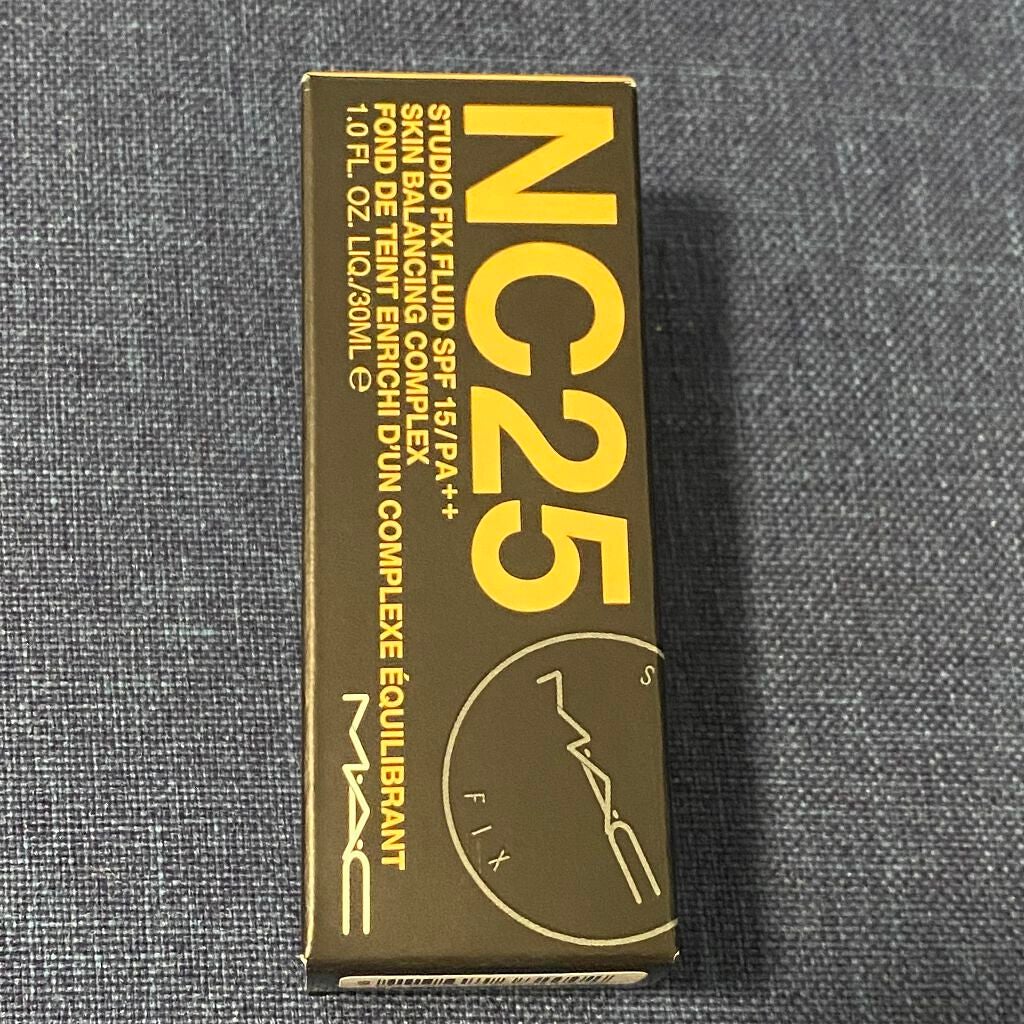 NC25
STUDIO FIX FLUID SPF 15/PA++
SKIN BALANCING COMPLEX
FOND DE TEINT ENRICHI D'UN COMPLEXE ÉQUILIBRANT
1.0 FL. OZ. LIQ./30ML ℮
M·A·C
S
M·A·C
FIX